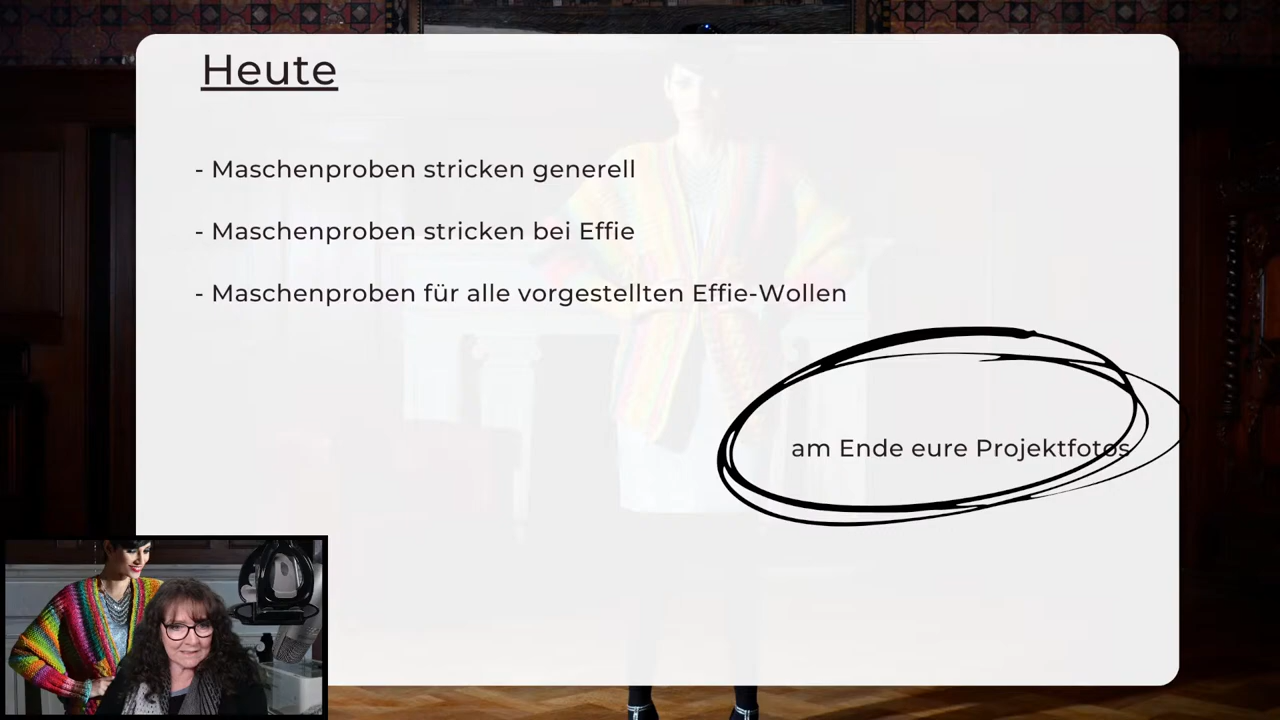 Heute
- Maschenproben stricken generell
- Maschenproben stricken bei Effie
- Maschenproben für alle vorgestellten Effie-Wollen
am Ende eure Projektfotos